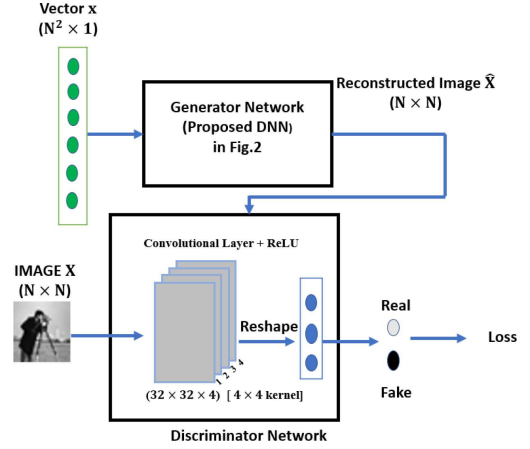 Vector x
(N² × 1)
Generator Network
(Proposed DNN)
in Fig.2
Reconstructed Image X̂
(N × N)
Convolutional Layer + ReLU
IMAGE X
(N × N)
Reshape
1 2 3 4
(32 × 32 × 4) [ 4 × 4 kernel]
Real
Fake
Loss
Discriminator Network